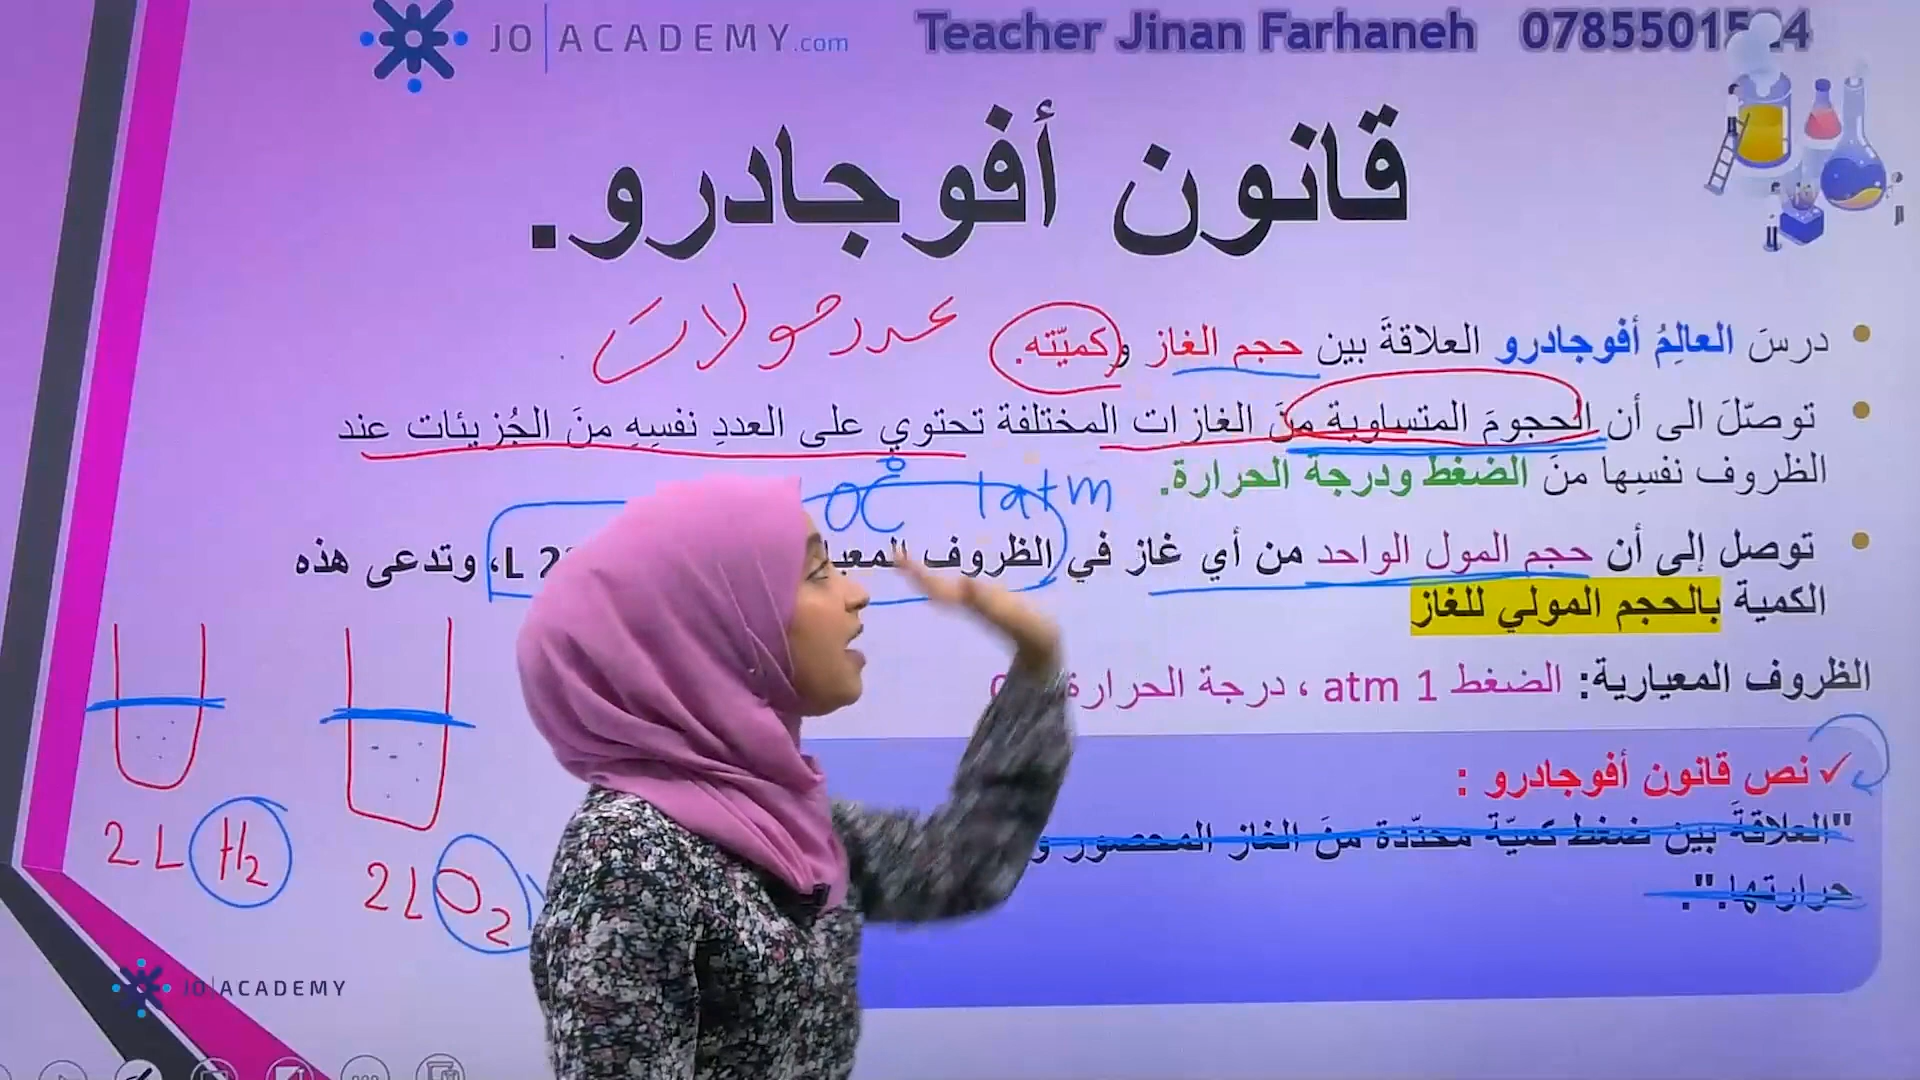 JO ACADEMY.com
Teacher Jinan Farhaneh
قانون أفوجادرو.
عدد مولات
درسَ العالِمُ أفوجادرو العلاقةَ بين حجم الغاز وكميّته.
توصّلَ الى أن الحجومَ المتساوية منَ الغازات المختلفة تحتوي على العددِ نفسِهِ منَ الجُزيئات عند
الظروف نفسِها منَ الضغط ودرجة الحرارة.
0C° 1atm
توصل إلى أن حجم المول الواحد من أي غاز في الظروف L، وتدعى هذه
الكمية بالحجم المولي للغاز
الظروف المعيارية: الضغط 1 atm ، درجة الحرارة
✓ نص قانون أفوجادرو :
"العلاقةَ بين ضغط كميّة محدّدة منَ الغاز المحصور و
حرارتها.".
2L H2
2L O2
JO ACADEMY